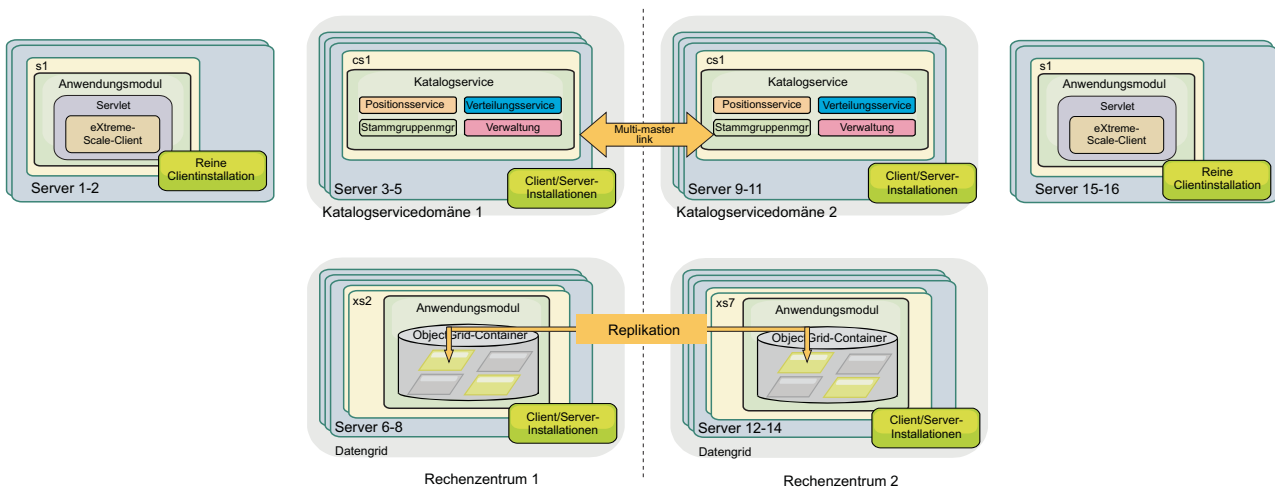 s1
Anwendungsmodul
Servlet
eXtreme-
Scale-Client
Reine
Clientinstallation
Server 1-2
cs1
Katalogservice
Positionsservice
Verteilungsservice
Stammgruppenmgr
Verwaltung
Server 3-5
Client/Server-
Installationen
Katalogservicedomäne 1
Multi-master
link
cs1
Katalogservice
Positionsservice
Verteilungsservice
Stammgruppenmgr
Verwaltung
Server 9-11
Client/Server-
Installationen
Katalogservicedomäne 2
s1
Anwendungsmodul
Servlet
eXtreme-
Scale-Client
Reine
Clientinstallation
Server 15-16
xs2
Anwendungsmodul
ObjectGrid-Container
Server 6-8
Client/Server-
Installationen
Datengrid
Replikation
xs7
Anwendungsmodul
ObjectGrid-Container
Server 12-14
Client/Server-
Installationen
Datengrid
Rechenzentrum 1
Rechenzentrum 2